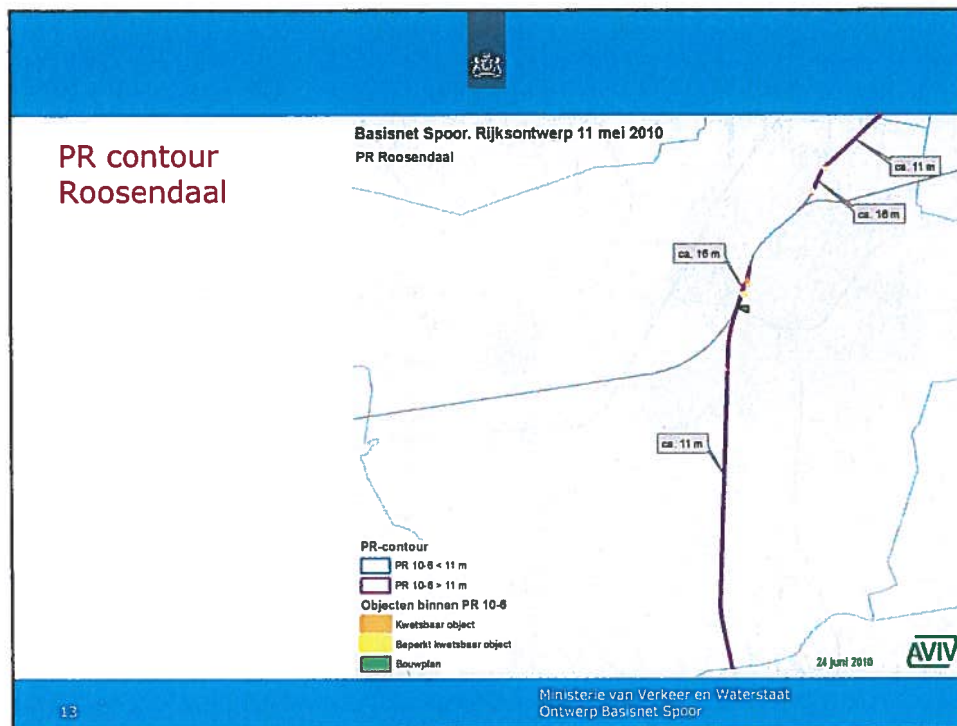 PR contour
Roosendaal
Basisnet Spoor. Rijksontwerp 11 mei 2010
PR Roosendaal
ca. 11 m
ca. 16 m
ca. 16 m
ca. 11 m
PR-contour
PR 10-6 < 11 m
PR 10-6 > 11 m
Objecten binnen PR 10-6
Kwetsbaar object
Beperkt kwetsbaar object
Bouwplan
24 juni 2010
AVIV
13
Ministerie van Verkeer en Waterstaat
Ontwerp Basisnet Spoor